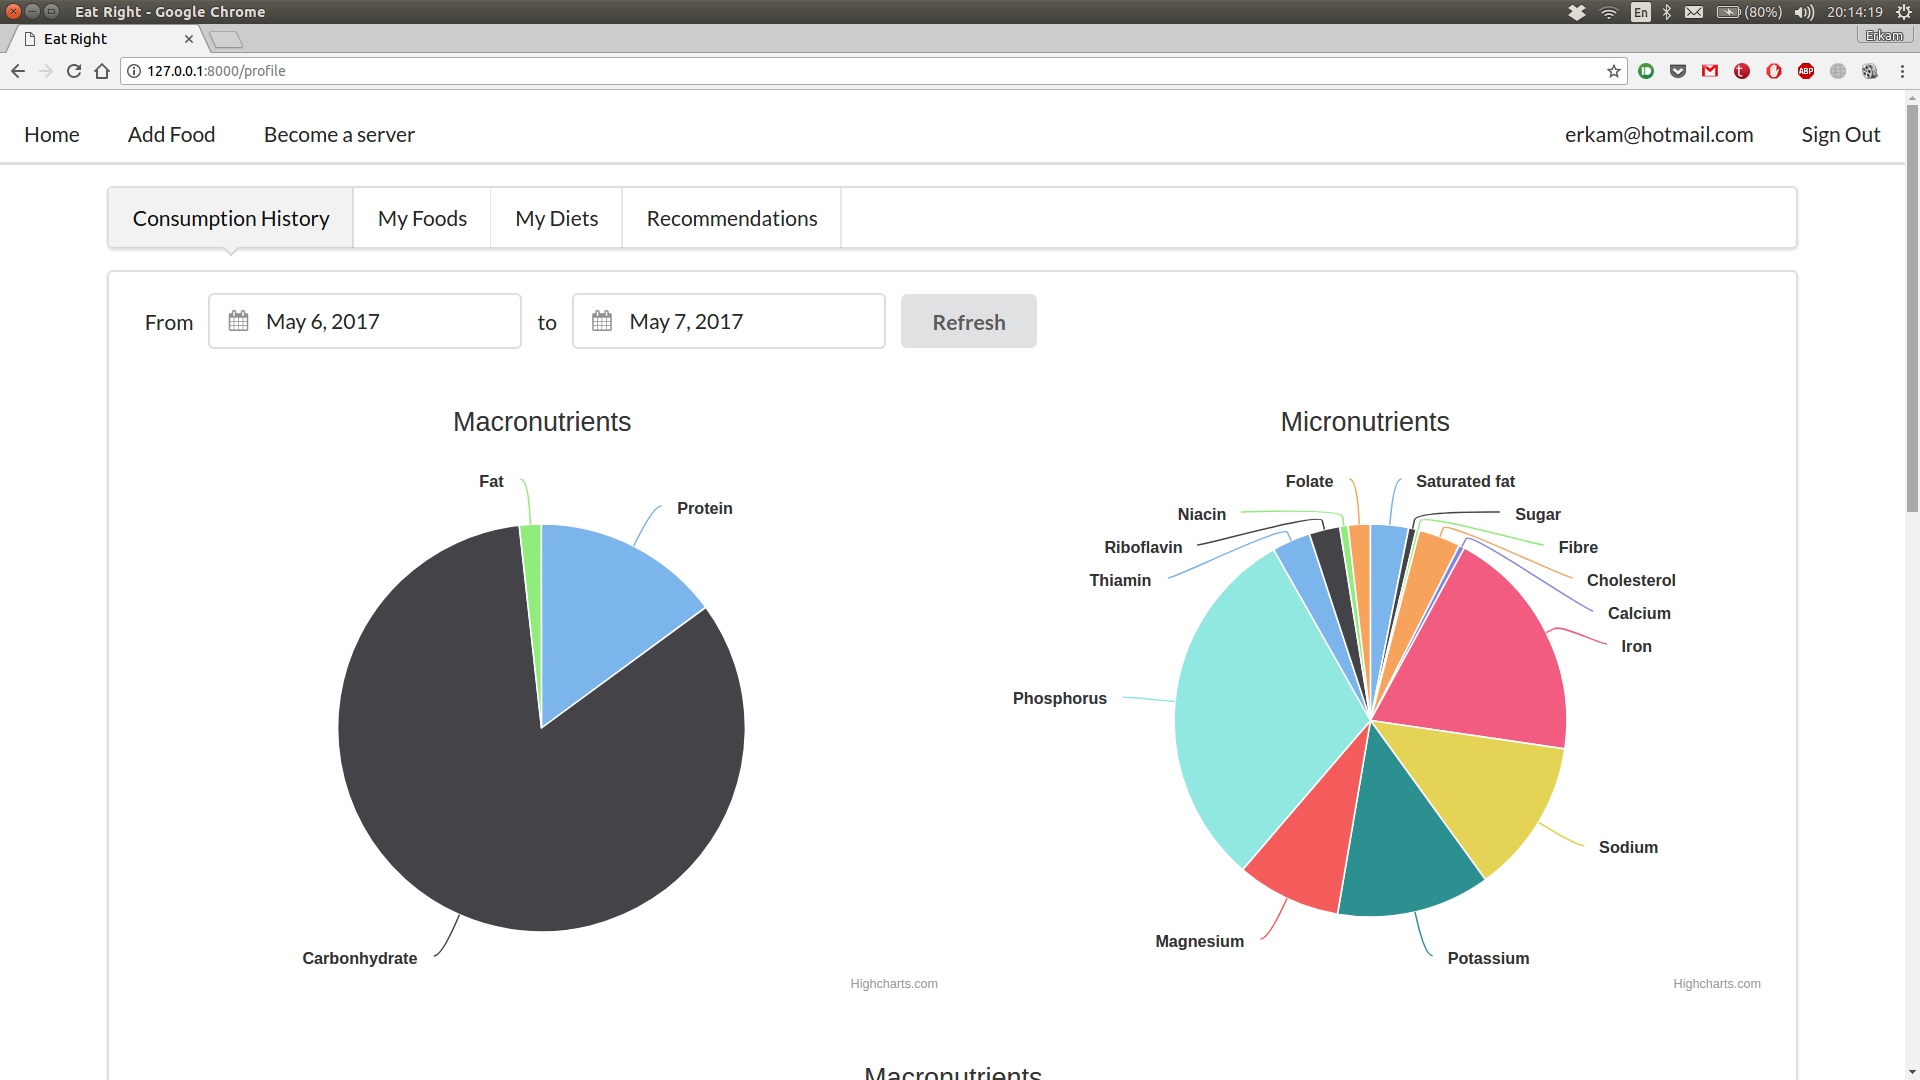 Eat Right - Google Chrome
En
(80%)
20:14:19
Eat Right
Erkam
127.0.0.1:8000/profile
ABP
Home
Add Food
Become a server
erkam@hotmail.com
Sign Out
Consumption History
My Foods
My Diets
Recommendations
From
May 6, 2017
to
May 7, 2017
Refresh
Macronutrients
Fat
Protein
Carbonhydrate
Highcharts.com
Micronutrients
Folate
Saturated fat
Niacin
Sugar
Riboflavin
Fibre
Thiamin
Cholesterol
Calcium
Iron
Phosphorus
Sodium
Magnesium
Potassium
Highcharts.com
Macronutrients